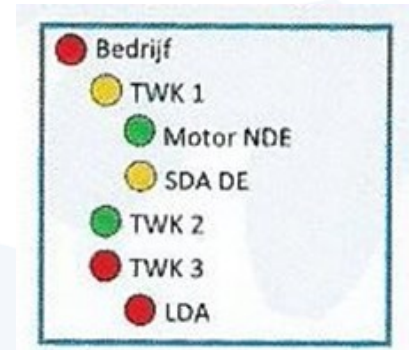 Bedrijf
TWK 1
Motor NDE
SDA DE
TWK 2
TWK 3
LDA